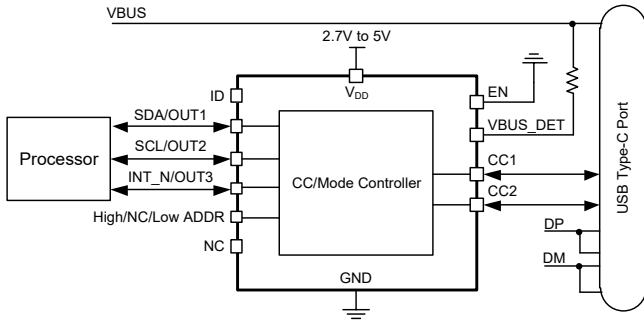 VBUS
2.7V to 5V
VDD
ID
EN
SDA/OUT1
VBUS_DET
Processor
SCL/OUT2
CC1
INT_N/OUT3
CC/Mode Controller
CC2
High/NC/Low ADDR
NC
DP
DM
GND
USB Type-C Port